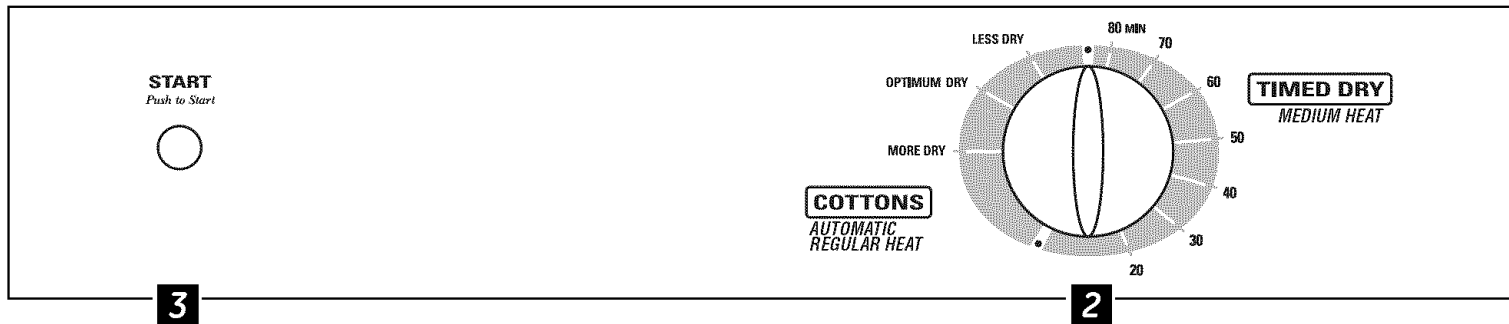 START
Push to Start
LESS DRY
OPTIMUM DRY
MORE DRY
COTTONS
AUTOMATIC
REGULAR HEAT
80 MIN
70
60
50
40
30
20
TIMED DRY
MEDIUM HEAT
3
2